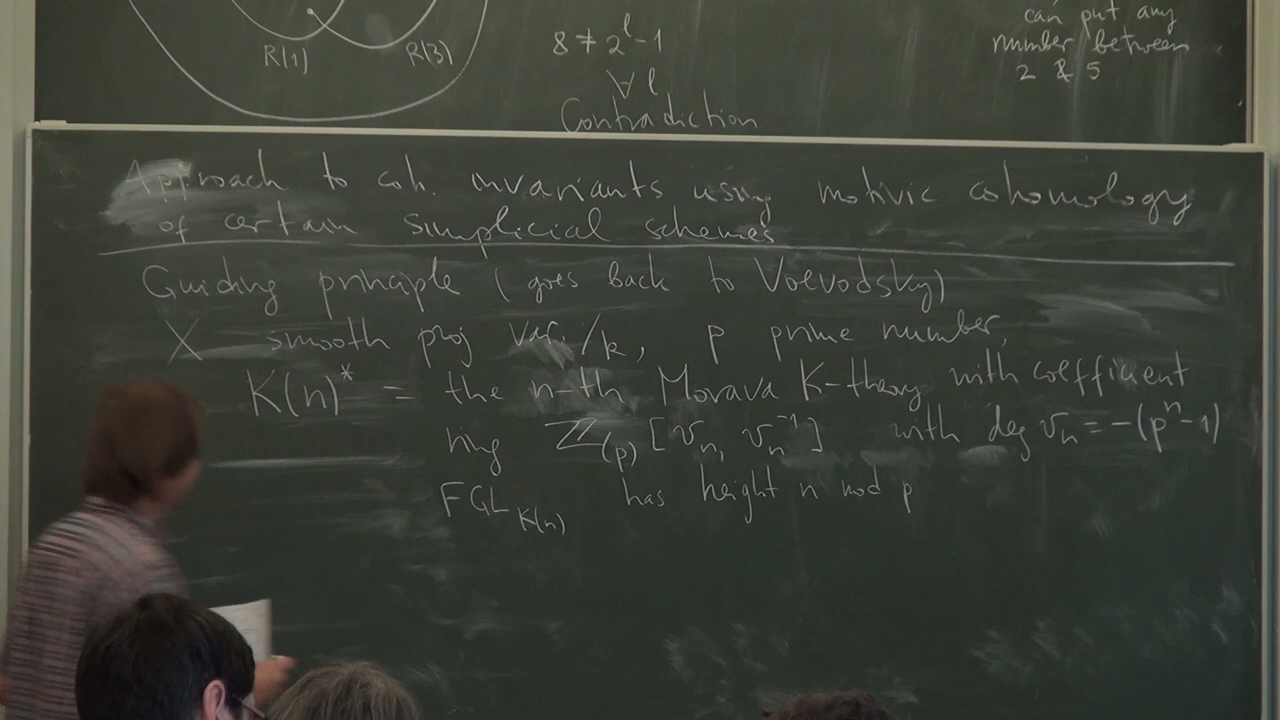 R(1)
R(3)
8 ≠ 2^l - 1
∀ l
Contradiction
can put any
number between
2 & 5
Approach to coh. invariants using motivic cohomology
of certain simplicial schemes
Guiding principle (goes back to Voevodsky)
X smooth proj var. /k, p prime number,
K(n)^* = the n-th Morava K-theory with coefficient
ring ℤ_(p) [v_n, v_n^-1] with deg v_n = -(p^n - 1)
FGL_K(n) has height n mod p